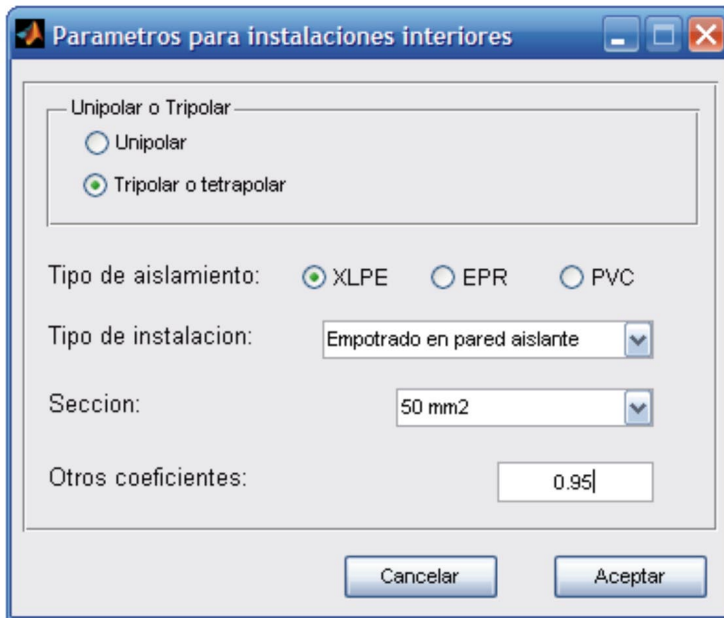 Parametros para instalaciones interiores
Unipolar o Tripolar
Unipolar
Tripolar o tetrapolar
Tipo de aislamiento: XLPE EPR PVC
Tipo de instalacion: Empotrado en pared aislante
Seccion: 50 mm2
Otros coeficientes: 0.95
Cancelar Aceptar